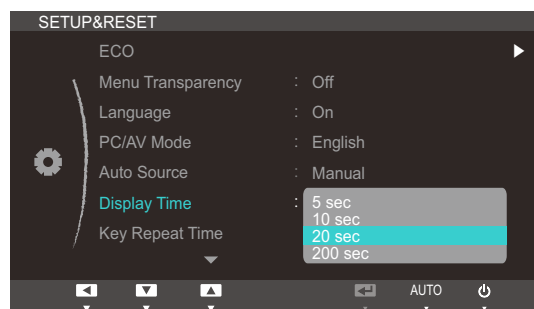 SETUP&RESET
ECO
Menu Transparency : Off
Language : On
PC/AV Mode : English
Auto Source : Manual
Display Time : 5 sec
10 sec
Key Repeat Time 20 sec
200 sec
AUTO